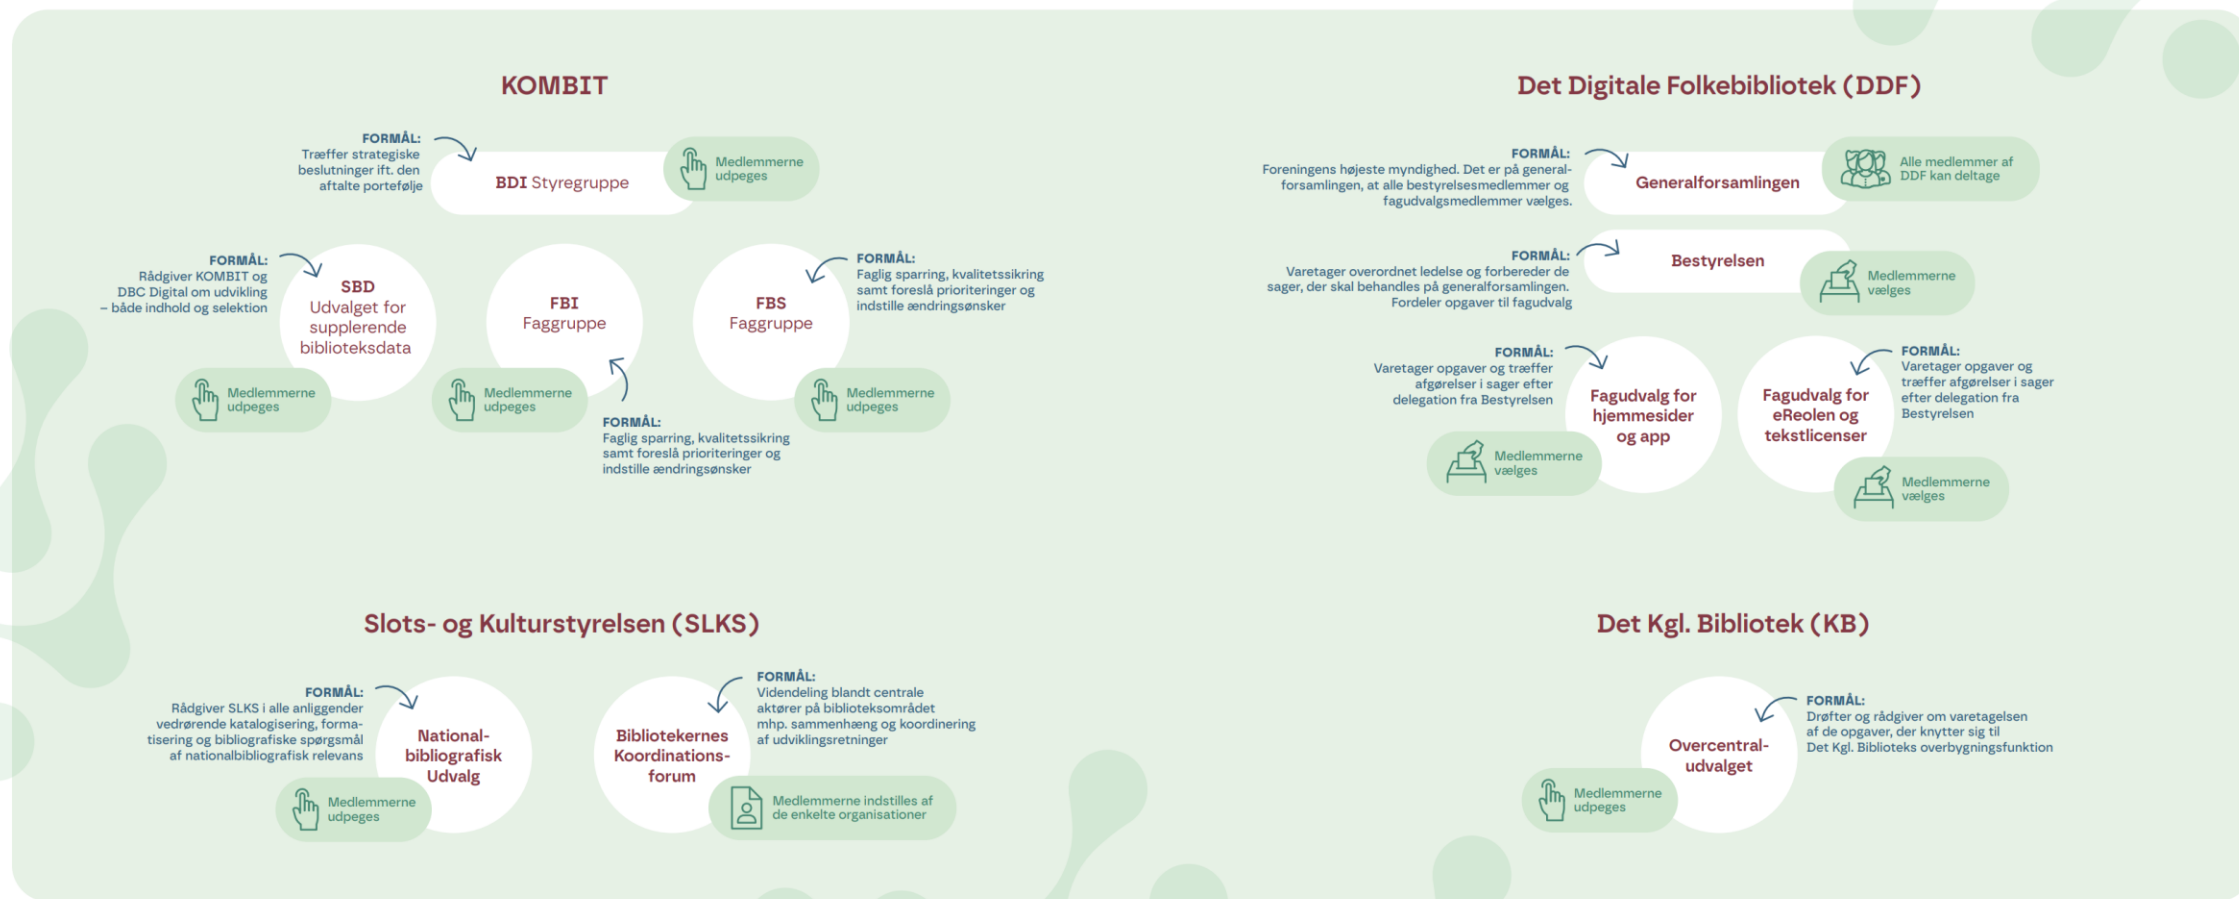 KOMBIT
FORMÅL:
Træffer strategiske
beslutninger ift. den
aftalte portefølje
BDI Styregruppe
Medlemmerne
udpeges
FORMÅL:
Rådgiver KOMBIT og
DBC Digital om udvikling
– både indhold og selektion
SBD
Udvalget for
supplerende
biblioteksdata
Medlemmerne
udpeges
FBI
Faggruppe
Medlemmerne
udpeges
FORMÅL:
Faglig sparring, kvalitetssikring
samt foreslå prioriteringer og
indstille ændringsønsker
FBS
Faggruppe
FORMÅL:
Faglig sparring, kvalitetssikring
samt foreslå prioriteringer og
indstille ændringsønsker
Medlemmerne
udpeges
Det Digitale Folkebibliotek (DDF)
FORMÅL:
Foreningens højeste myndighed. Det er på general-
forsamlingen, at alle bestyrelsesmedlemmer og
fagudvalgsmedlemmer vælges.
Generalforsamlingen
Alle medlemmer af
DDF kan deltage
FORMÅL:
Varetager overordnet ledelse og forbereder de
sager, der skal behandles på generalforsamlingen.
Fordeler opgaver til fagudvalg
Bestyrelsen
Medlemmerne
vælges
FORMÅL:
Varetager opgaver og træffer
afgørelser i sager efter
delegation fra Bestyrelsen
Fagudvalg for
hjemmesider
og app
Medlemmerne
vælges
Fagudvalg for
eReolen og
tekstlicenser
FORMÅL:
Varetager opgaver og
træffer afgørelser i sager
efter delegation fra
Bestyrelsen
Medlemmerne
vælges
Slots- og Kulturstyrelsen (SLKS)
FORMÅL:
Rådgiver SLKS i alle anliggender
vedrørende katalogisering, forma-
tisering og bibliografiske spørgsmål
af nationalbibliografisk relevans
National-
bibliografisk
Udvalg
Medlemmerne
udpeges
Bibliotekernes
Koordinations-
forum
FORMÅL:
Videndeling blandt centrale
aktører på biblioteksområdet
mhp. sammenhæng og koordinering
af udviklingsretninger
Medlemmerne indstilles af
de enkelte organisationer
Det Kgl. Bibliotek (KB)
Overcentral-
udvalget
FORMÅL:
Drøfter og rådgiver om varetagelsen
af de opgaver, der knytter sig til
Det Kgl. Biblioteks overbygningsfunktion
Medlemmerne
udpeges